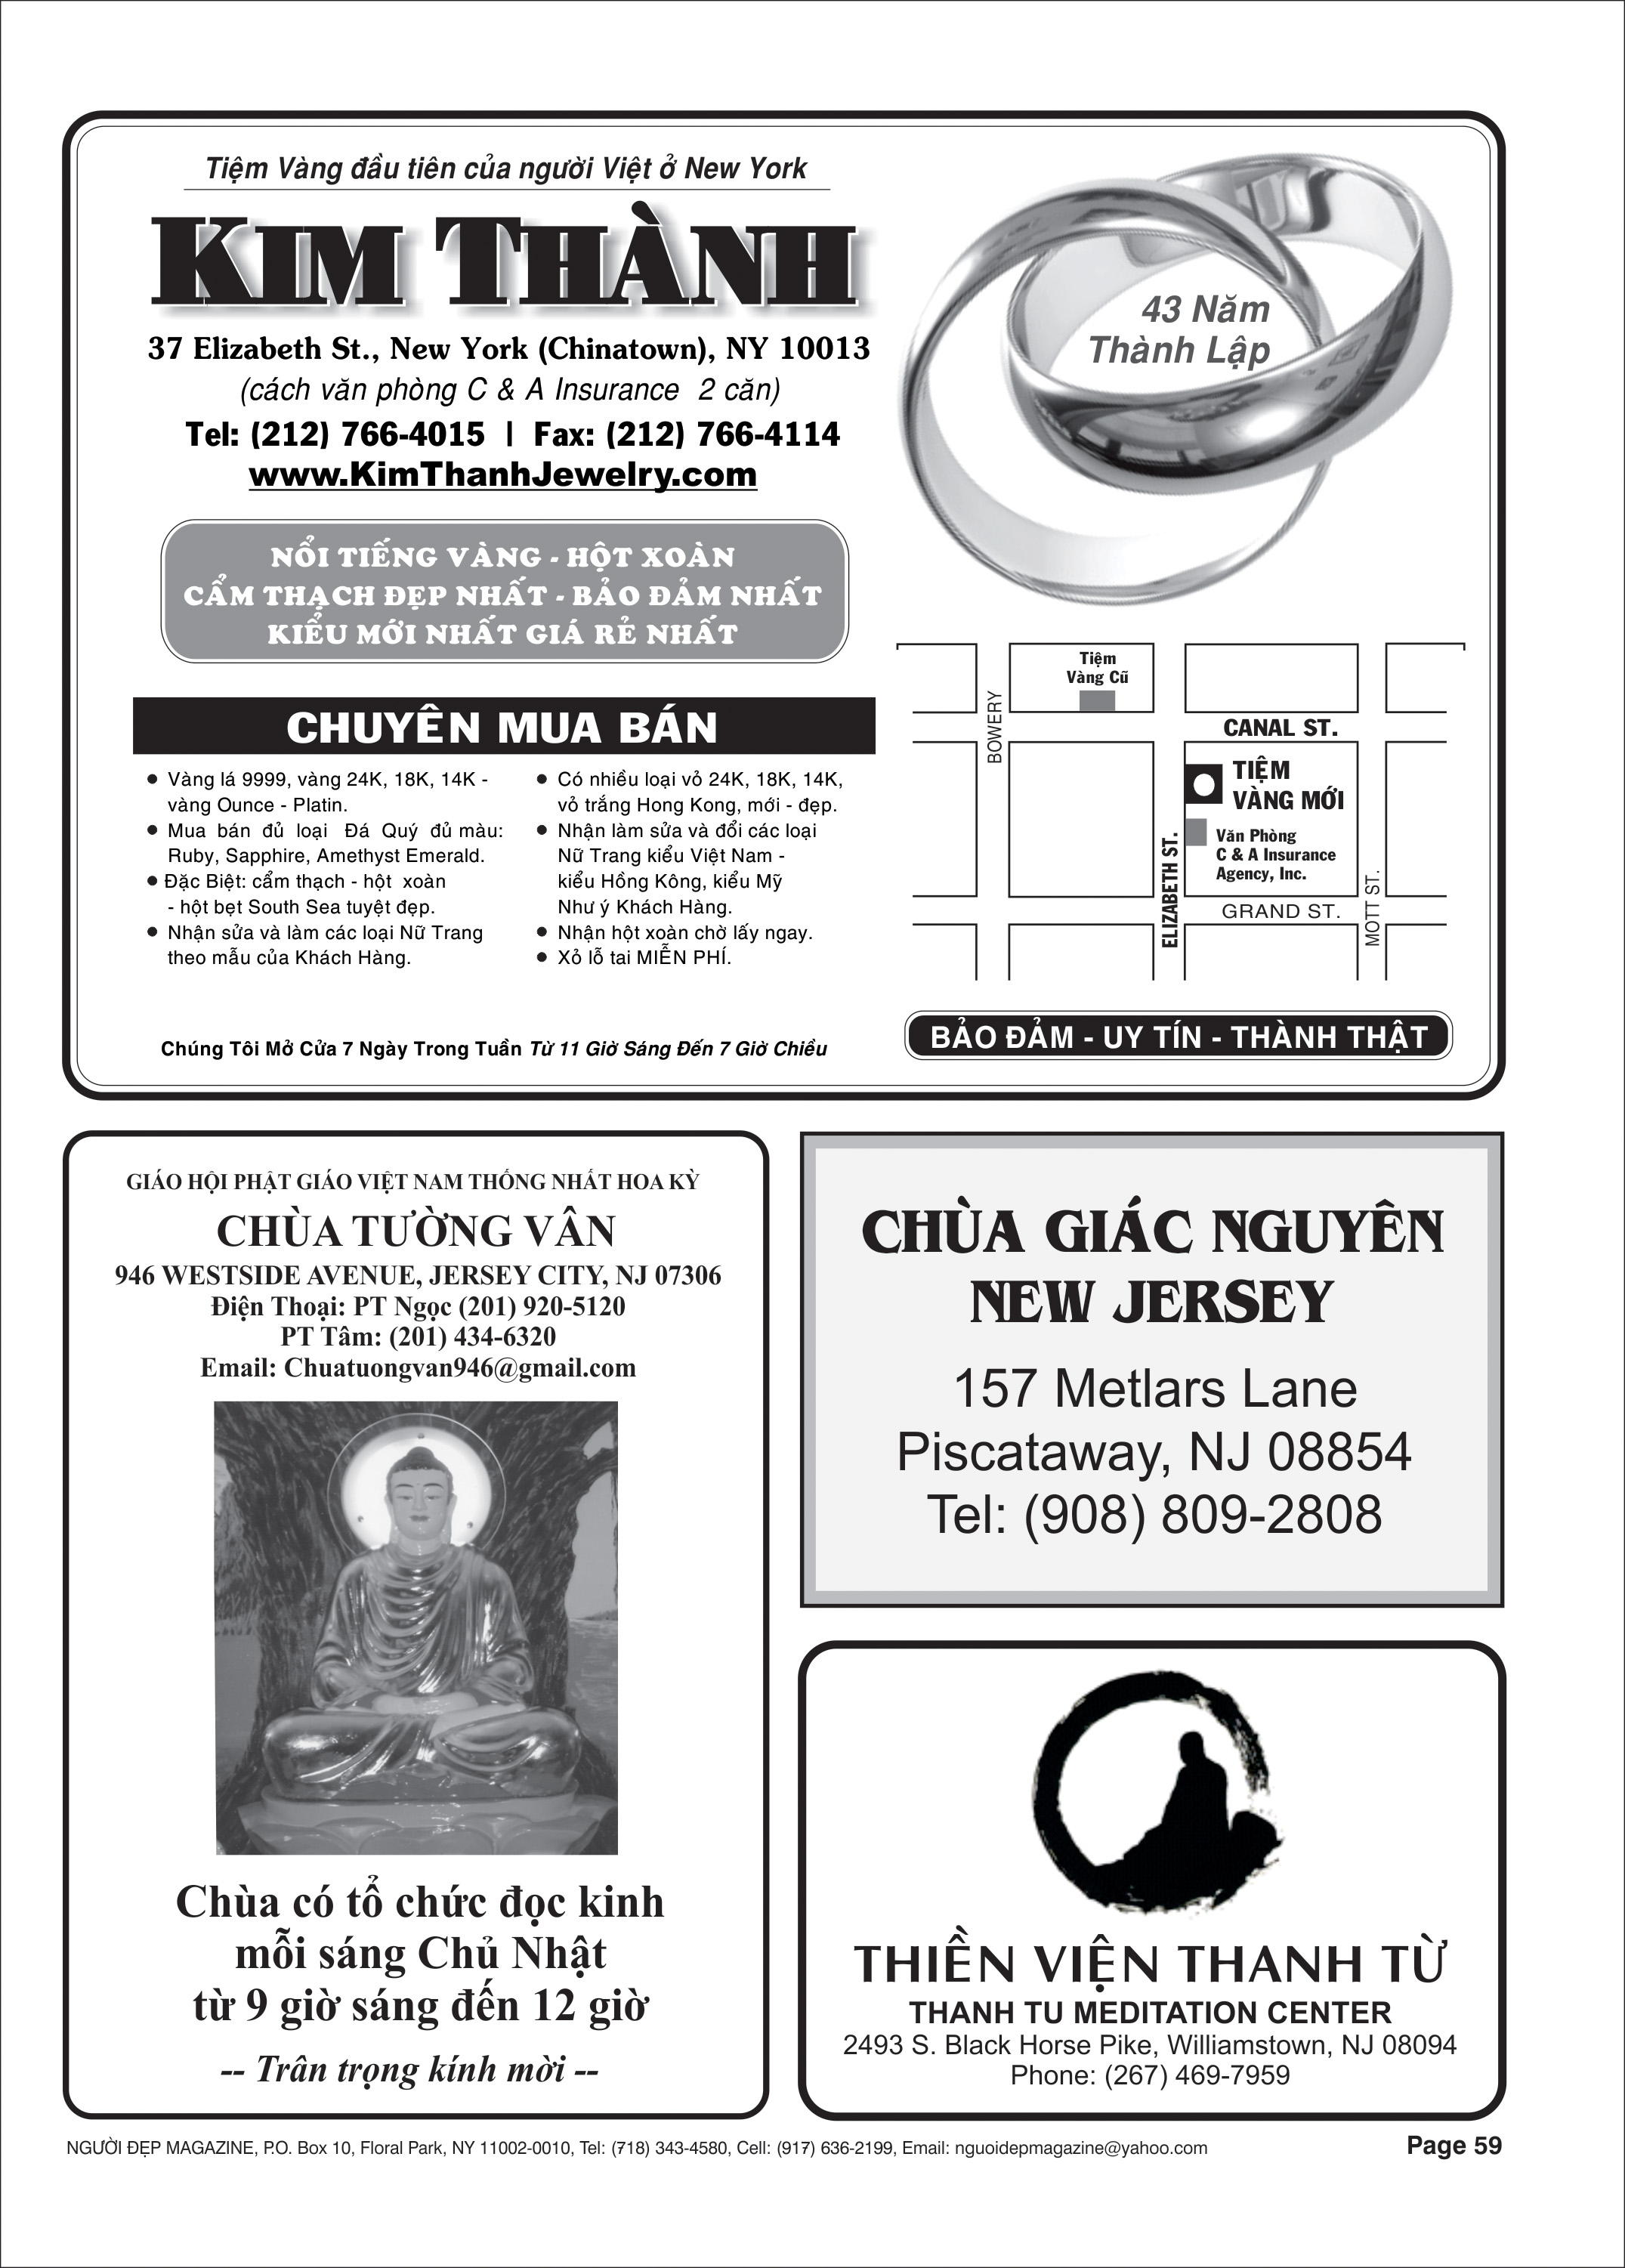 Tiệm Vàng đầu tiên của người Việt ở New York
KIM THÀNH
37 Elizabeth St., New York (Chinatown), NY 10013
(cách văn phòng C & A Insurance 2 căn)
Tel: (212) 766-4015 | Fax: (212) 766-4114
www.KimThanhJewelry.com
43 Năm
Thành Lập
NỔI TIẾNG VÀNG - HỘT XOÀN
CẨM THẠCH ĐẸP NHẤT - BẢO ĐẢM NHẤT
KIỂU MỚI NHẤT GIÁ RẺ NHẤT
CHUYÊN MUA BÁN
● Vàng lá 9999, vàng 24K, 18K, 14K -
vàng Ounce - Platin.
● Mua bán đủ loại Đá Quý đủ màu:
Ruby, Sapphire, Amethyst Emerald.
● Đặc Biệt: cẩm thạch - hột xoàn
- hột bẹt South Sea tuyệt đẹp.
● Nhận sửa và làm các loại Nữ Trang
theo mẫu của Khách Hàng.
● Có nhiều loại vỏ 24K, 18K, 14K,
vỏ trắng Hong Kong, mới - đẹp.
● Nhận làm sửa và đổi các loại
Nữ Trang kiểu Việt Nam -
kiểu Hồng Kông, kiểu Mỹ
Như ý Khách Hàng.
● Nhận hột xoàn chờ lấy ngay.
● Xỏ lỗ tai MIỄN PHÍ.
Chúng Tôi Mở Cửa 7 Ngày Trong Tuần Từ 11 Giờ Sáng Đến 7 Giờ Chiều
Tiệm
Vàng Cũ
BOWERY
CANAL ST.
TIỆM
VÀNG MỚI
Văn Phòng
C & A Insurance
Agency, Inc.
ELIZABETH ST.
GRAND ST.
MOTT ST.
BẢO ĐẢM - UY TÍN - THÀNH THẬT
GIÁO HỘI PHẬT GIÁO VIỆT NAM THỐNG NHẤT HOA KỲ
CHÙA TƯỜNG VÂN
946 WESTSIDE AVENUE, JERSEY CITY, NJ 07306
Điện Thoại: PT Ngọc (201) 920-5120
PT Tâm: (201) 434-6320
Email: Chuatuongvan946@gmail.com
Chùa có tổ chức đọc kinh
mỗi sáng Chủ Nhật
từ 9 giờ sáng đến 12 giờ
-- Trân trọng kính mời --
CHÙA GIÁC NGUYÊN
NEW JERSEY
157 Metlars Lane
Piscataway, NJ 08854
Tel: (908) 809-2808
THIỀN VIỆN THANH TỪ
THANH TU MEDITATION CENTER
2493 S. Black Horse Pike, Williamstown, NJ 08094
Phone: (267) 469-7959
NGƯỜI ĐẸP MAGAZINE, P.O. Box 10, Floral Park, NY 11002-0010, Tel: (718) 343-4580, Cell: (917) 636-2199, Email: nguoidepmagazine@yahoo.com
Page 59